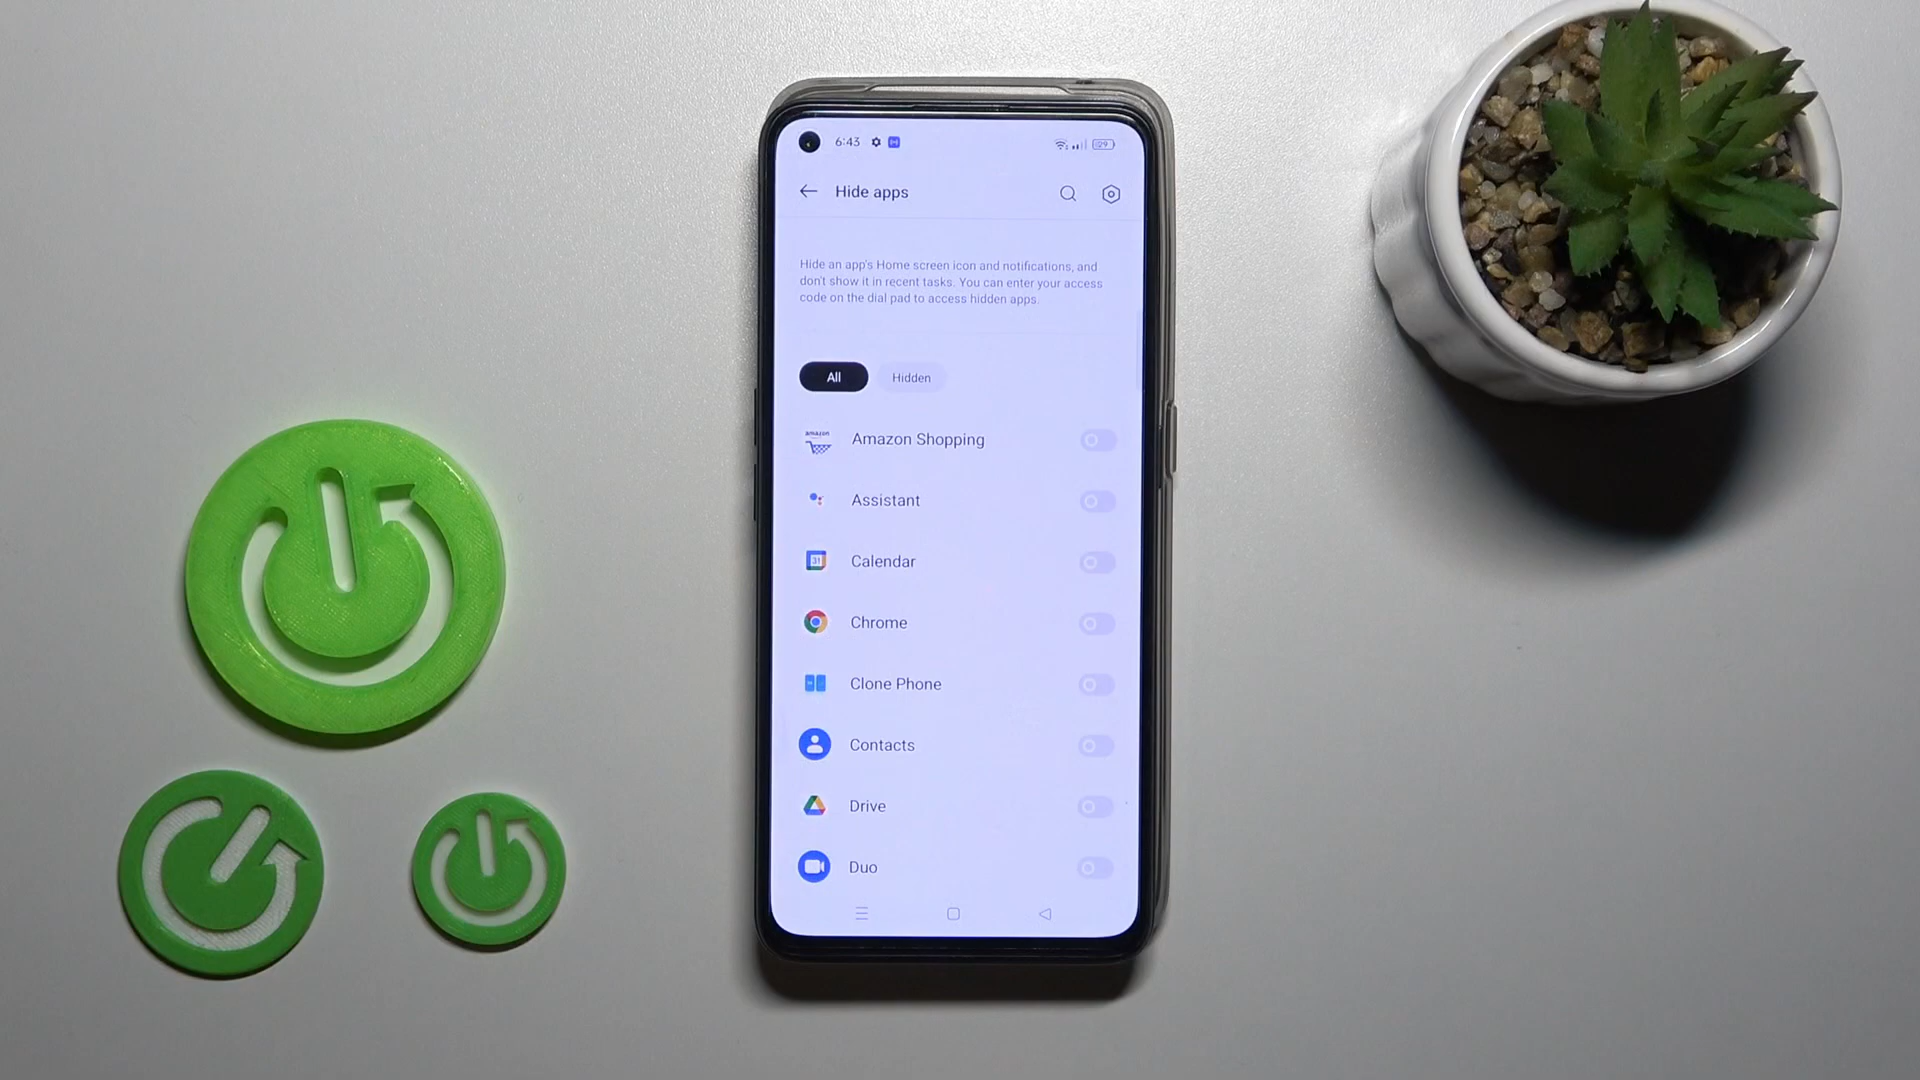 6:43
Hide apps
Hide an app's Home screen icon and notifications, and
don't show it in recent tasks. You can enter your access
code on the dial pad to access hidden apps.
All Hidden
amazon
Amazon Shopping
Assistant
31
Calendar
Chrome
Clone Phone
Contacts
Drive
Duo